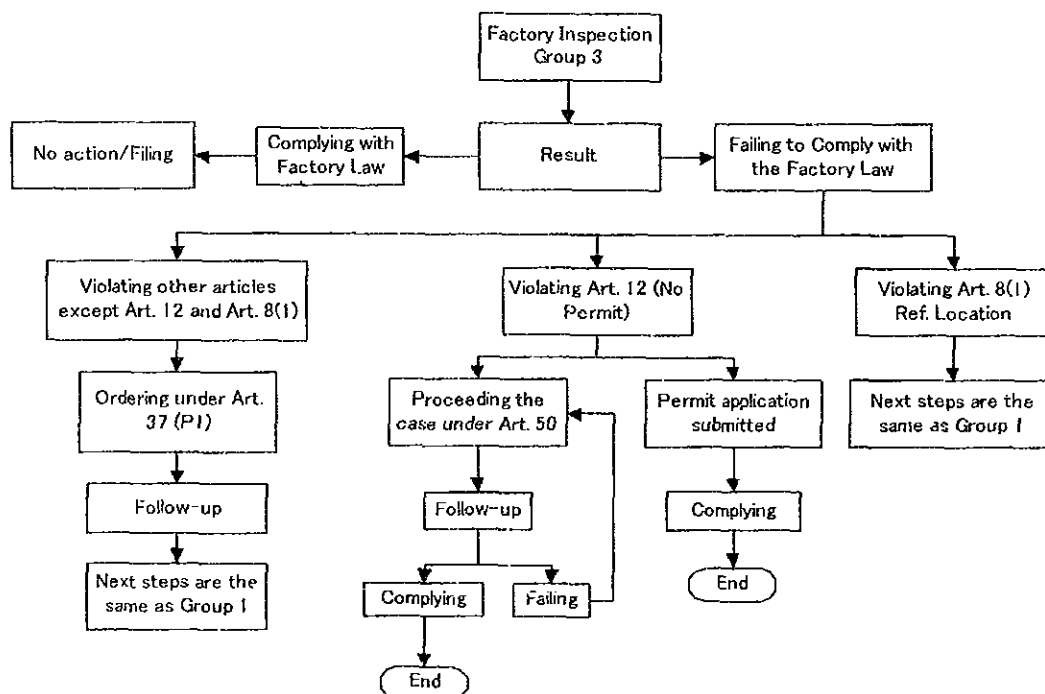 Factory Inspection
Group 3
No action/Filing
Complying with
Factory Law
Result
Failing to Comply with
the Factory Law
Violating other articles
except Art. 12 and Art. 8(1)
Violating Art. 12 (No
Permit)
Violating Art. 8(1)
Ref. Location
Ordering under Art.
37 (P1)
Proceeding the
case under Art. 50
Permit application
submitted
Next steps are the
same as Group 1
Follow-up
Follow-up
Complying
Next steps are the
same as Group 1
Complying
Failing
End
End